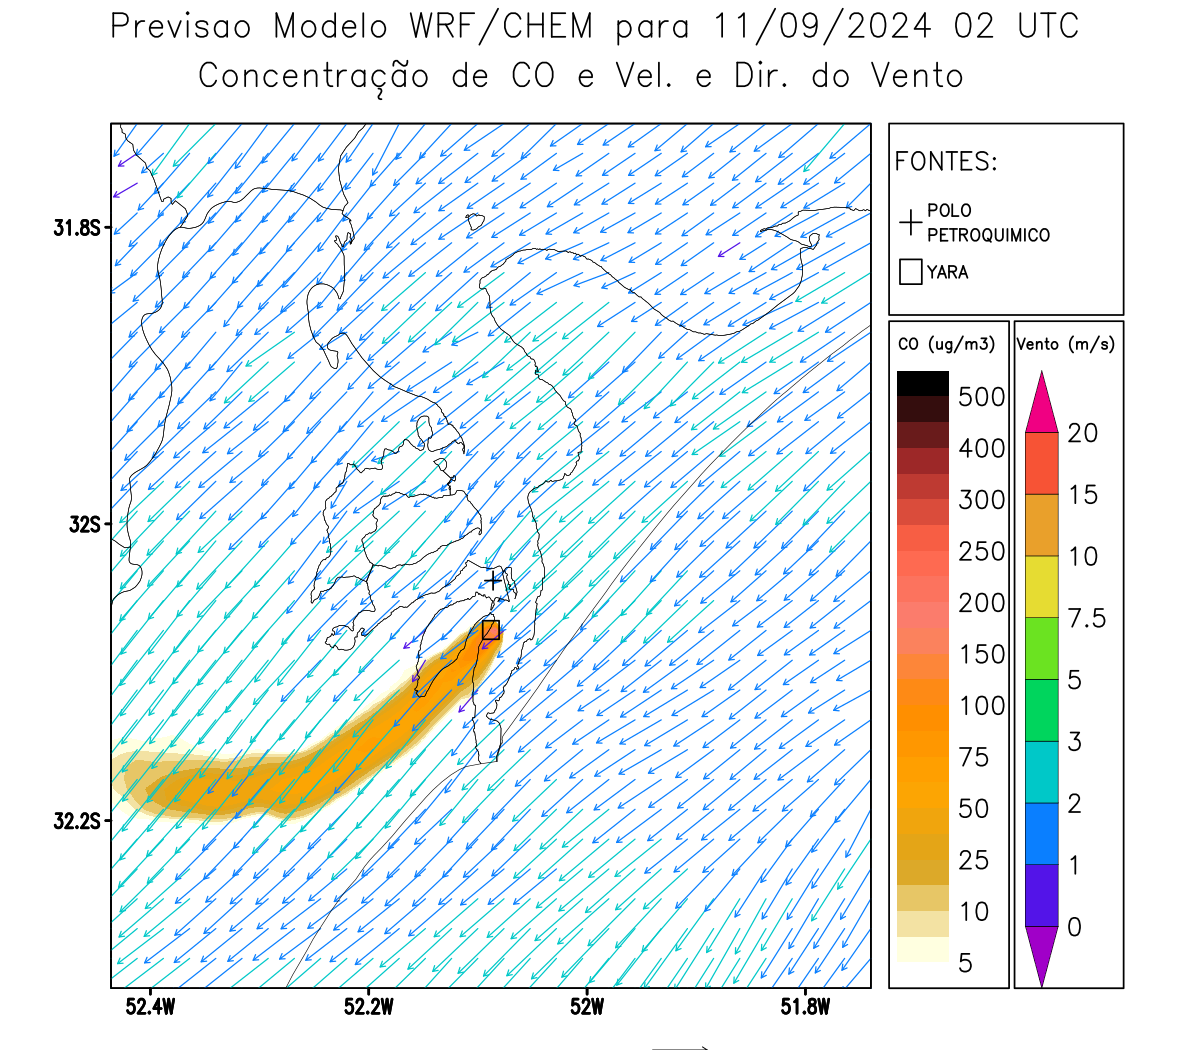 Previsao Modelo WRF/CHEM para 11/09/2024 02 UTC
Concentração de CO e Vel. e Dir. do Vento
FONTES:
POLO
PETROQUIMICO
YARA
CO (ug/m3)
500
400
300
250
200
150
100
75
50
25
10
5
Vento (m/s)
20
15
10
7.5
5
3
2
1
0
31.8S
32S
32.2S
52.4W
52.2W
52W
51.8W